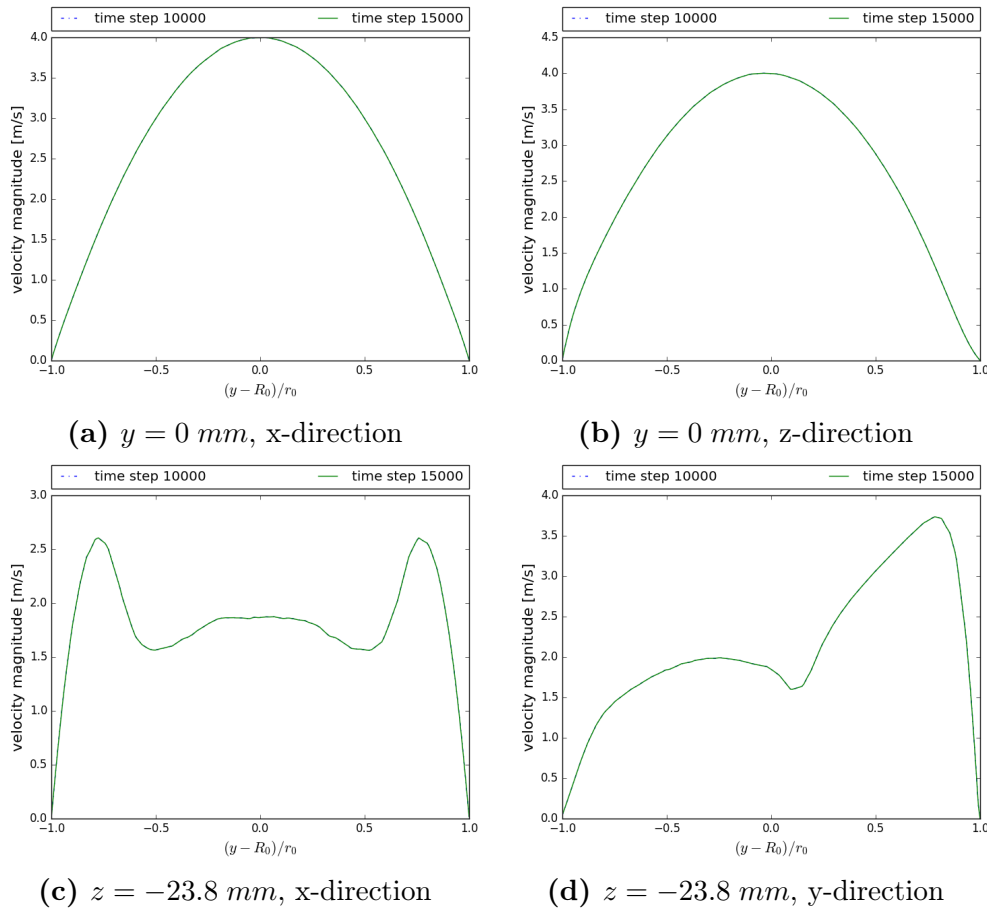 time step 10000 time step 15000
4.0
3.5
3.0
2.5
2.0
1.5
1.0
0.5
0.0
velocity magnitude [m/s]
−1.0 −0.5 0.0 0.5 1.0
(y − R₀)/r₀
(a) y = 0 mm, x-direction
time step 10000 time step 15000
4.5
4.0
3.5
3.0
2.5
2.0
1.5
1.0
0.5
0.0
velocity magnitude [m/s]
−1.0 −0.5 0.0 0.5 1.0
(y − R₀)/r₀
(b) y = 0 mm, z-direction
time step 10000 time step 15000
3.0
2.5
2.0
1.5
1.0
0.5
0.0
velocity magnitude [m/s]
−1.0 −0.5 0.0 0.5 1.0
(y − R₀)/r₀
(c) z = −23.8 mm, x-direction
time step 10000 time step 15000
4.0
3.5
3.0
2.5
2.0
1.5
1.0
0.5
0.0
velocity magnitude [m/s]
−1.0 −0.5 0.0 0.5 1.0
(y − R₀)/r₀
(d) z = −23.8 mm, y-direction